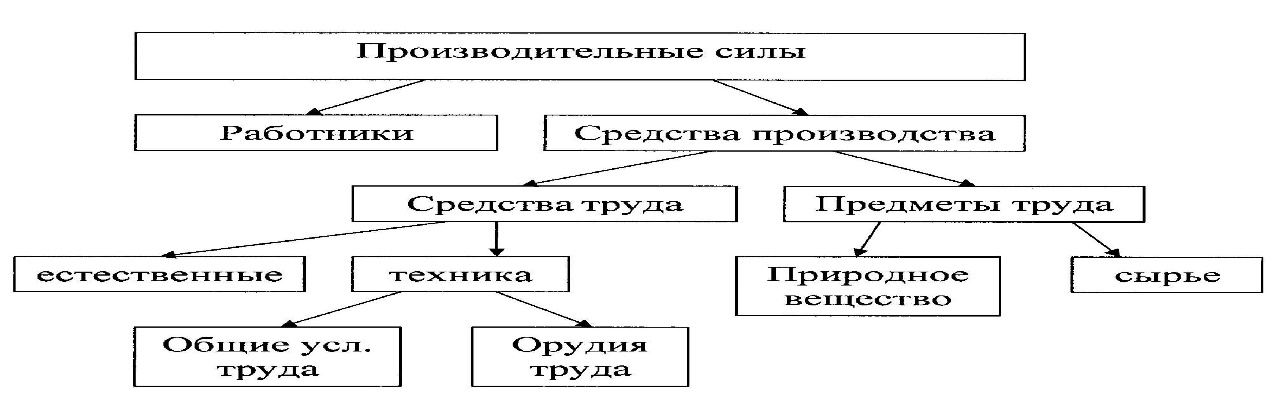 Производительные силы
Работники
Средства производства
Средства труда
Предметы труда
естественные
техника
Природное
вещество
сырье
Общие усл.
труда
Орудия
труда